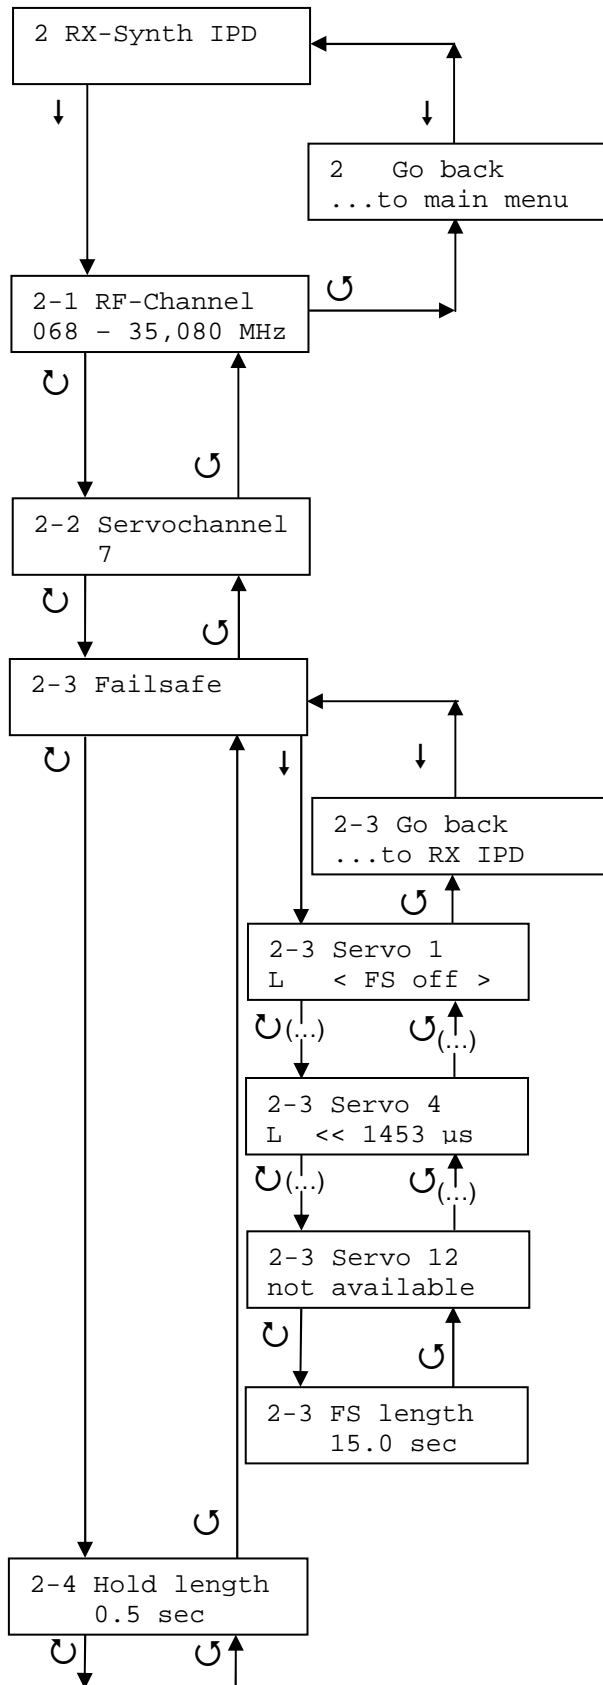 2 RX-Synth IPD
2   Go back
...to main menu
2-1 RF-Channel
068 – 35,080 MHz
2-2 Servochannel
7
2-3 Failsafe
2-3 Go back
...to RX IPD
2-3 Servo 1
L   < FS off >
(...) (...)
2-3 Servo 4
L  << 1453 µs
(...) (...)
2-3 Servo 12
not available
2-3 FS length
15.0 sec
2-4 Hold length
0.5 sec